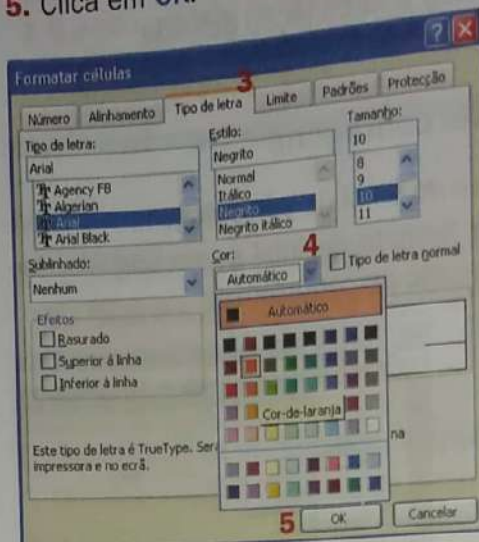 5. Clica em OK.
Formatar células
3
Número Alinhamento Tipo de letra Limite Padrões Protecção
Tipo de letra: Estilo: Tamanho:
Arial Negrito 10
Agency FB Normal 8
Algerian Itálico 9
Arial Negrito 10
Arial Black Negrito itálico 11
4
Sublinhado: Cor: Tipo de letra normal
Nenhum Automático
Automático
Efeitos
Rasurado
Superior à linha
Inferior à linha
Cor-de-laranja
Este tipo de letra é TrueType. na
impressora e no ecrã.
5 OK Cancelar